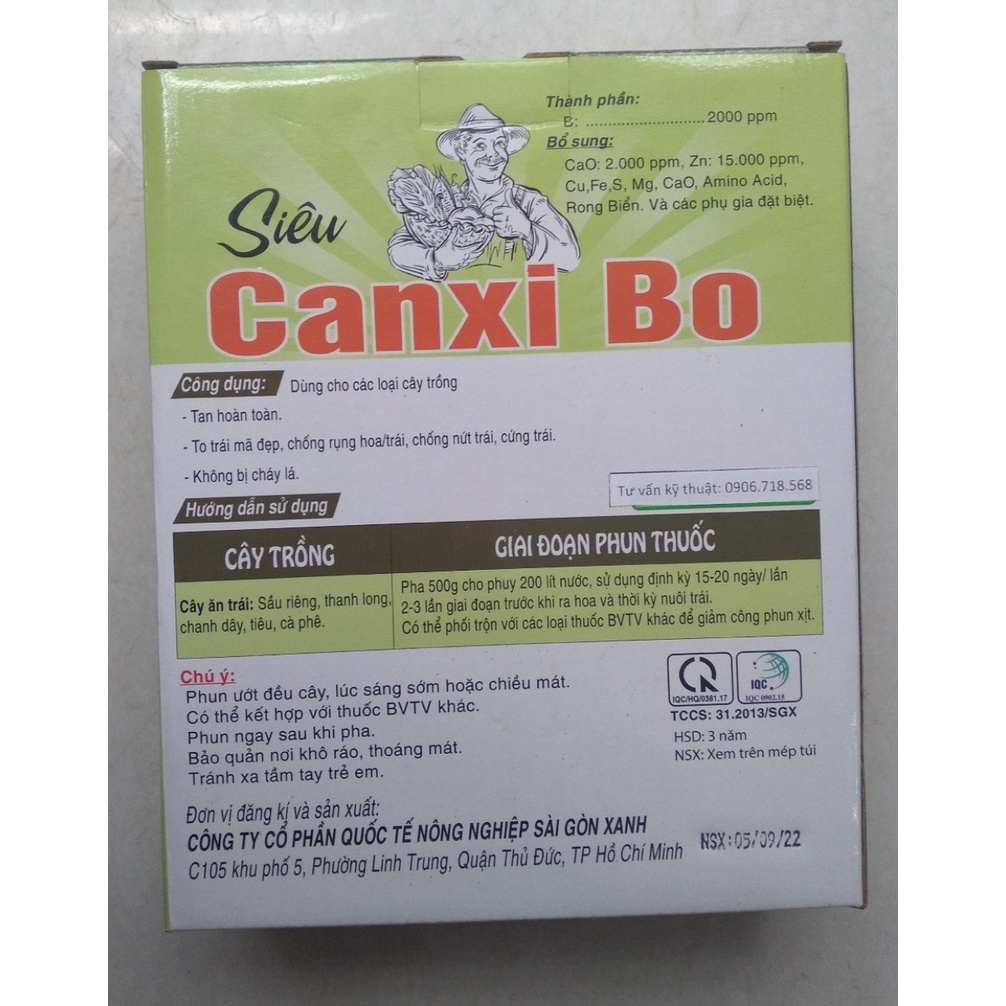 Thành phần:
B: ........................... 2000 ppm
Bổ sung:
CaO: 2.000 ppm, Zn: 15.000 ppm,
Cu,Fe,S, Mg, CaO, Amino Acid,
Rong Biển. Và các phụ gia đặt biệt.
Siêu
Canxi Bo
Công dụng: Dùng cho các loại cây trồng
- Tan hoàn toàn.
- To trái mã đẹp, chống rụng hoa/trái, chống nứt trái, cứng trái.
- Không bị cháy lá.
Tư vấn kỹ thuật: 0906.718.568
Hướng dẫn sử dụng
CÂY TRỒNG
GIAI ĐOẠN PHUN THUỐC
Cây ăn trái: Sầu riêng, thanh long,
chanh dây, tiêu, cà phê.
Pha 500g cho phuy 200 lít nước, sử dụng định kỳ 15-20 ngày/ lần
2-3 lần giai đoạn trước khi ra hoa và thời kỳ nuôi trái.
Có thể phối trộn với các loại thuốc BVTV khác để giảm công phun xịt.
Chú ý:
Phun ướt đều cây, lúc sáng sớm hoặc chiều mát.
Có thể kết hợp với thuốc BVTV khác.
Phun ngay sau khi pha.
Bảo quản nơi khô ráo, thoáng mát.
Tránh xa tầm tay trẻ em.
IQC/HQ/0381.17
IQC
IQC 0902.15
TCCS: 31.2013/SGX
HSD: 3 năm
NSX: Xem trên mép túi
Đơn vị đăng kí và sản xuất:
CÔNG TY CỔ PHẦN QUỐC TẾ NÔNG NGHIỆP SÀI GÒN XANH
C105 khu phố 5, Phường Linh Trung, Quận Thủ Đức, TP Hồ Chí Minh
NSX:05/09/22